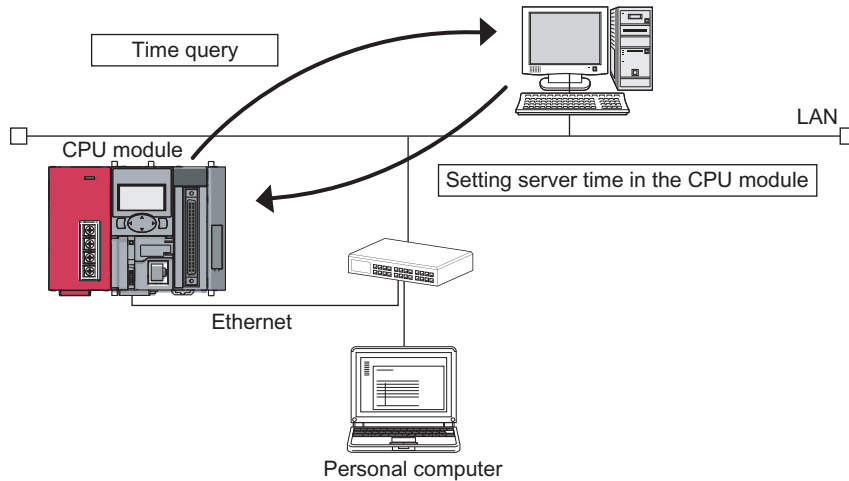 Time query
LAN
CPU module
Setting server time in the CPU module
Ethernet
Personal computer